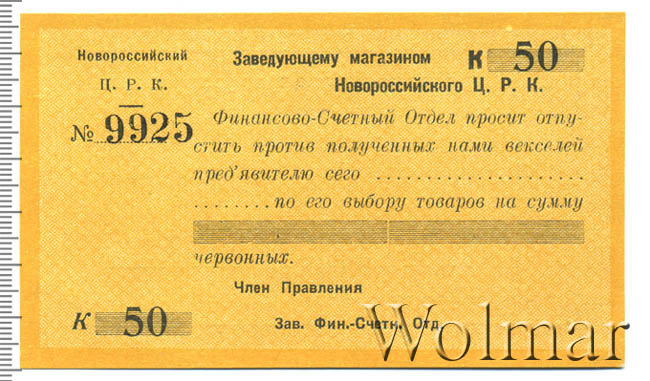 Новороссийский
Ц. Р. К.
№ 9925
Заведующему магазином К 50
Новороссийского Ц. Р. К.
Финансово-Счетный Отдел просит отпу-
стить против полученных нами векселей
пред'явителю сего ......................
.........по его выбору товаров на сумму
червонных.
Член Правления
К 50
Зав. Фин.-Счетн. Отд.
Wolmar